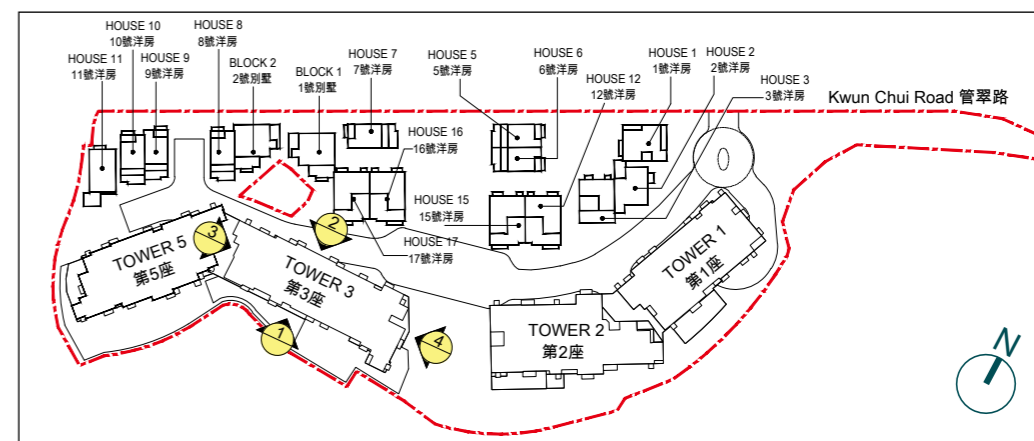 HOUSE 10
10號洋房
HOUSE 8
8號洋房
HOUSE 11
11號洋房
HOUSE 9
9號洋房
BLOCK 2
2號別墅
BLOCK 1
1號別墅
HOUSE 7
7號洋房
HOUSE 5
5號洋房
HOUSE 6
6號洋房
HOUSE 12
12號洋房
HOUSE 1
1號洋房
HOUSE 2
2號洋房
HOUSE 3
3號洋房
Kwun Chui Road 管翠路
HOUSE 16
16號洋房
HOUSE 15
15號洋房
HOUSE 17
17號洋房
TOWER 5
第5座
3
2
TOWER 3
第3座
1
4
TOWER 2
第2座
TOWER 1
第1座
N